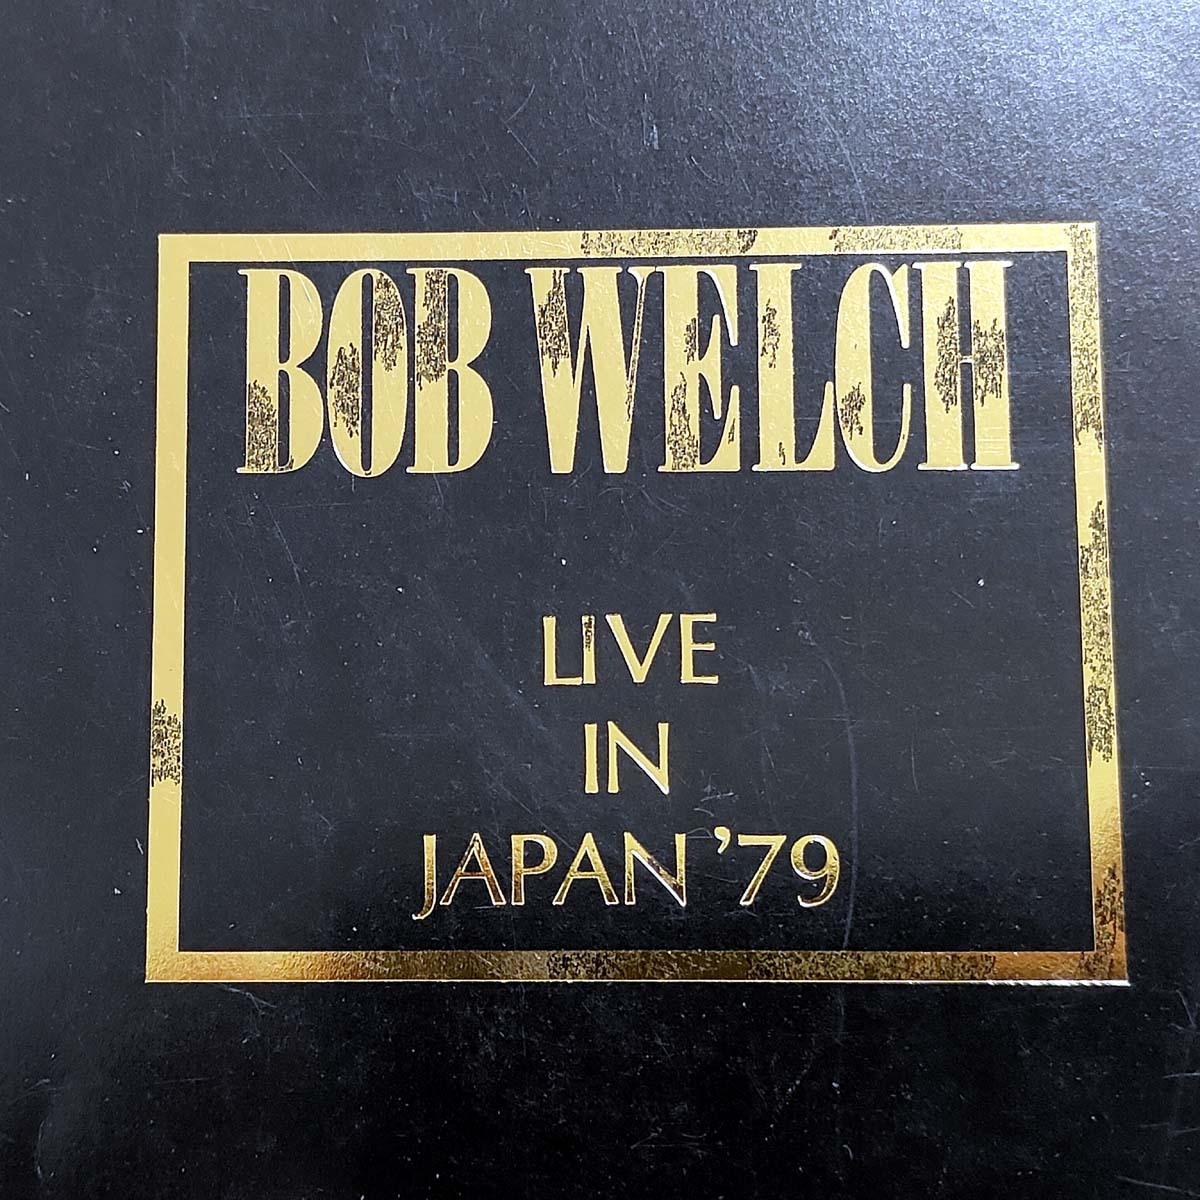 BOB WELCH
LIVE
IN
JAPAN '79